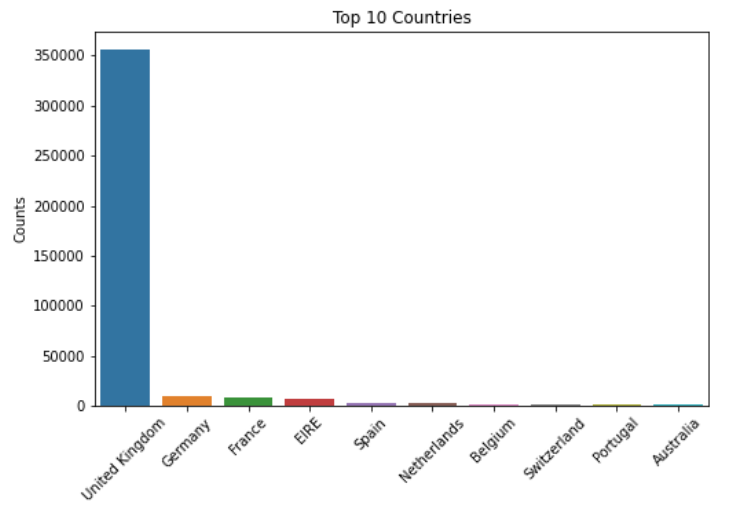 Top 10 Countries
Counts
350000
300000
250000
200000
150000
100000
50000
0
United Kingdom
Germany
France
EIRE
Spain
Netherlands
Belgium
Switzerland
Portugal
Australia